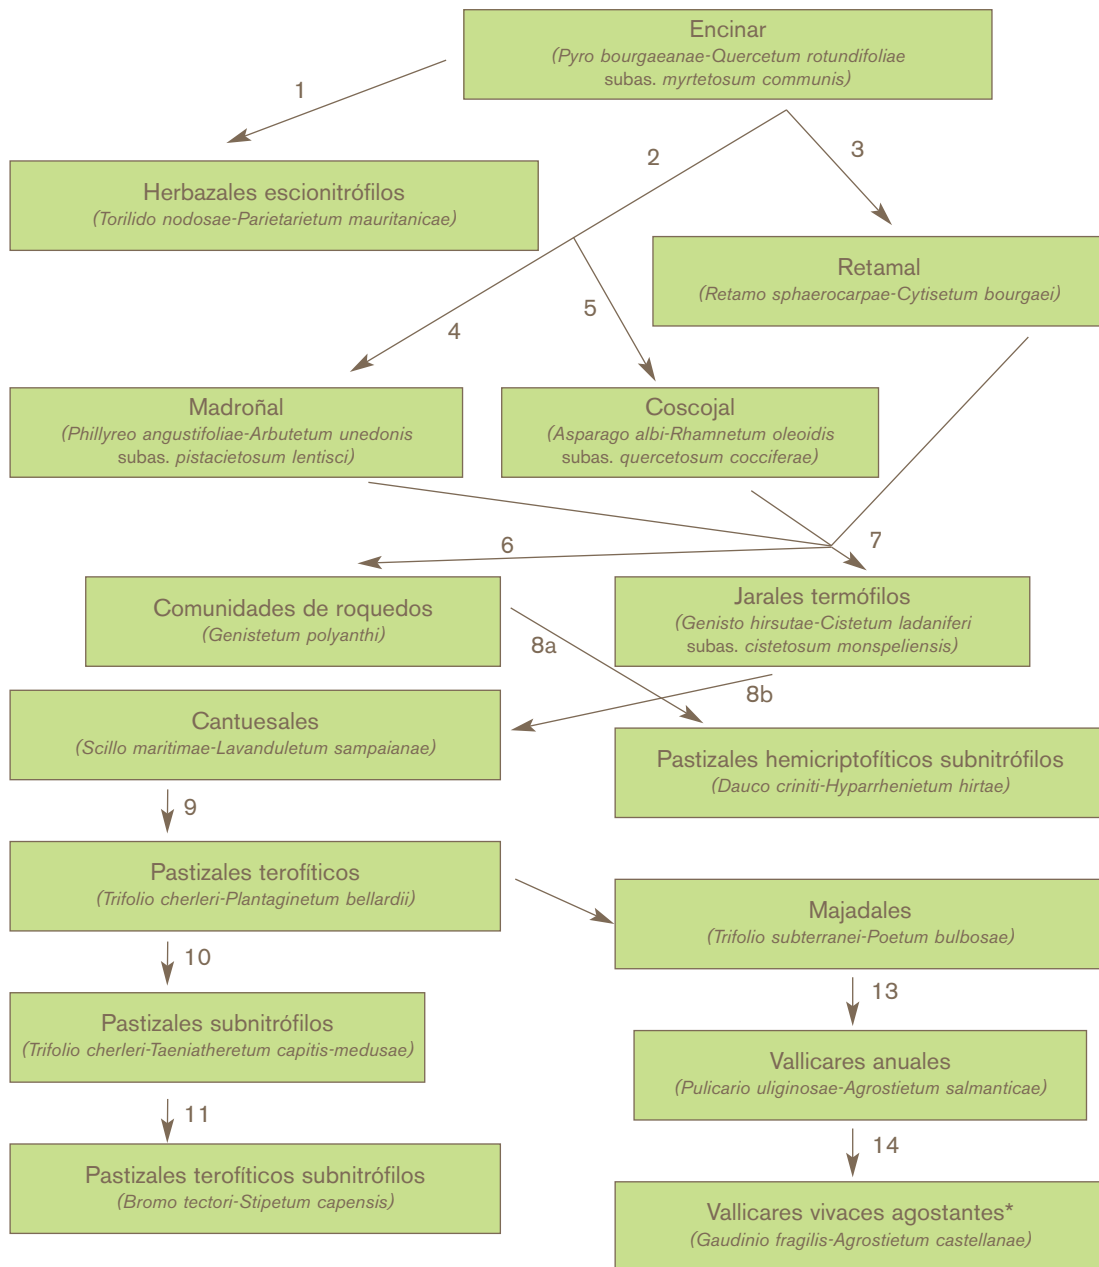 Encinar
(Pyro bourgaeanae-Quercetum rotundifoliae
subas. myrtetosum communis)
1
2
3
Herbazales escionitrófilos
(Torilido nodosae-Parietarietum mauritanicae)
Retamal
(Retamo sphaerocarpae-Cytisetum bourgaei)
4
5
Madroñal
(Phillyreo angustifoliae-Arbutetum unedonis
subas. pistacietosum lentisci)
Coscojal
(Asparago albi-Rhamnetum oleoidis
subas. quercetosum cocciferae)
6
7
Comunidades de roquedos
(Genistetum polyanthi)
Jarales termófilos
(Genisto hirsutae-Cistetum ladaniferi
subas. cistetosum monspeliensis)
8a
8b
Cantuesales
(Scillo maritimae-Lavanduletum sampaianae)
Pastizales hemicriptofíticos subnitrófilos
(Dauco criniti-Hyparrhenietum hirtae)
9
Pastizales terofíticos
(Trifolio cherleri-Plantaginetum bellardii)
Majadales
(Trifolio subterranei-Poetum bulbosae)
10
13
Pastizales subnitrófilos
(Trifolio cherleri-Taeniatheretum capitis-medusae)
Vallicares anuales
(Pulicario uliginosae-Agrostietum salmanticae)
11
14
Pastizales terofíticos subnitrófilos
(Bromo tectori-Stipetum capensis)
Vallicares vivaces agostantes*
(Gaudinio fragilis-Agrostietum castellanae)